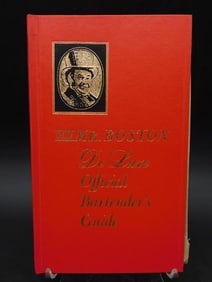 MR. BOSTON
De Luxe
Official
Bartender's
Guide